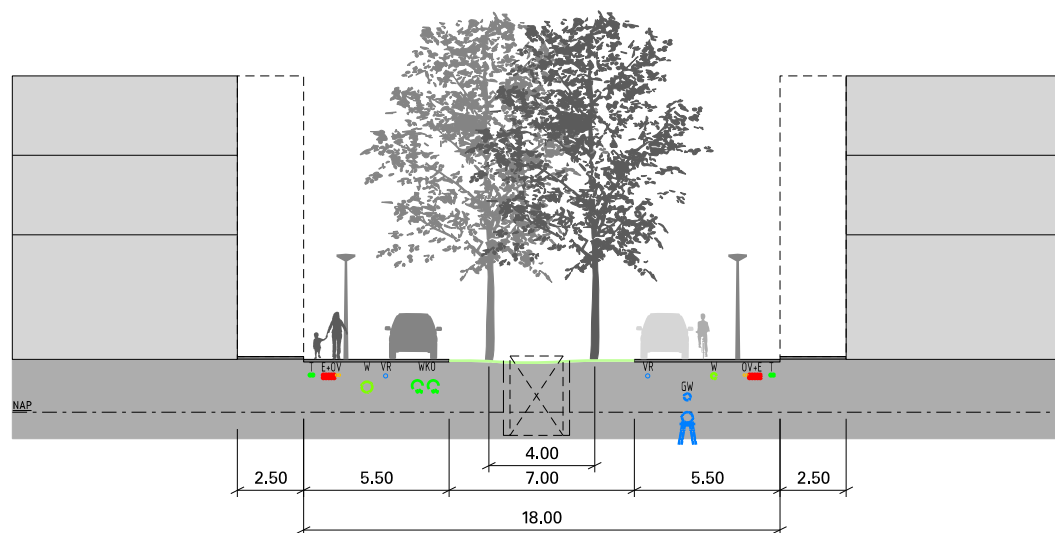 T E+OV W VR WKO VR W OV+E T
GW
NAP
4.00
2.50 5.50 7.00 5.50 2.50
18.00